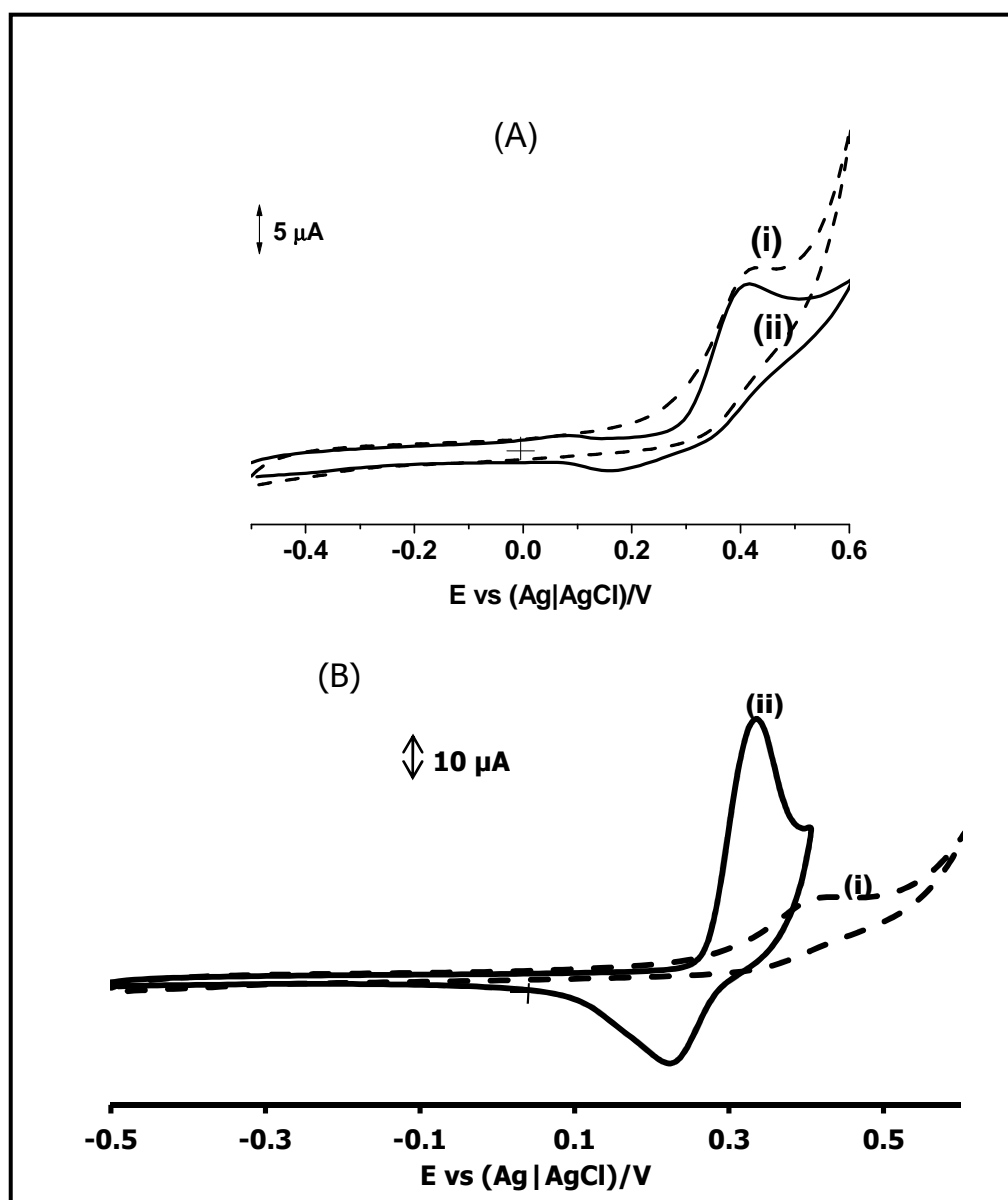 (A)
5 μA
(i)
(ii)
-0.4 -0.2 0.0 0.2 0.4 0.6
E vs (Ag|AgCl)/V
(B)
(ii)
10 μA
(i)
-0.5 -0.3 -0.1 0.1 0.3 0.5
E vs (Ag|AgCl)/V